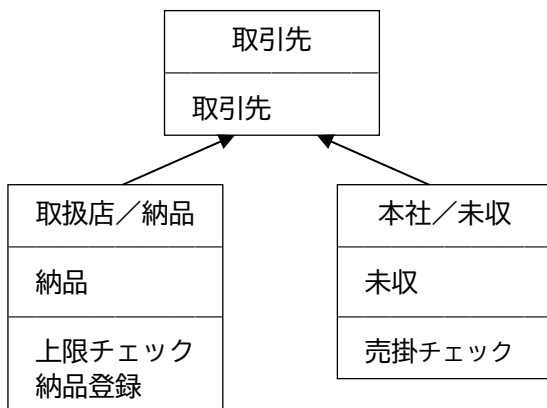 取引先
取引先
取扱店／納品
納品
上限チェック
納品登録
本社／未収
未収
売掛チェック